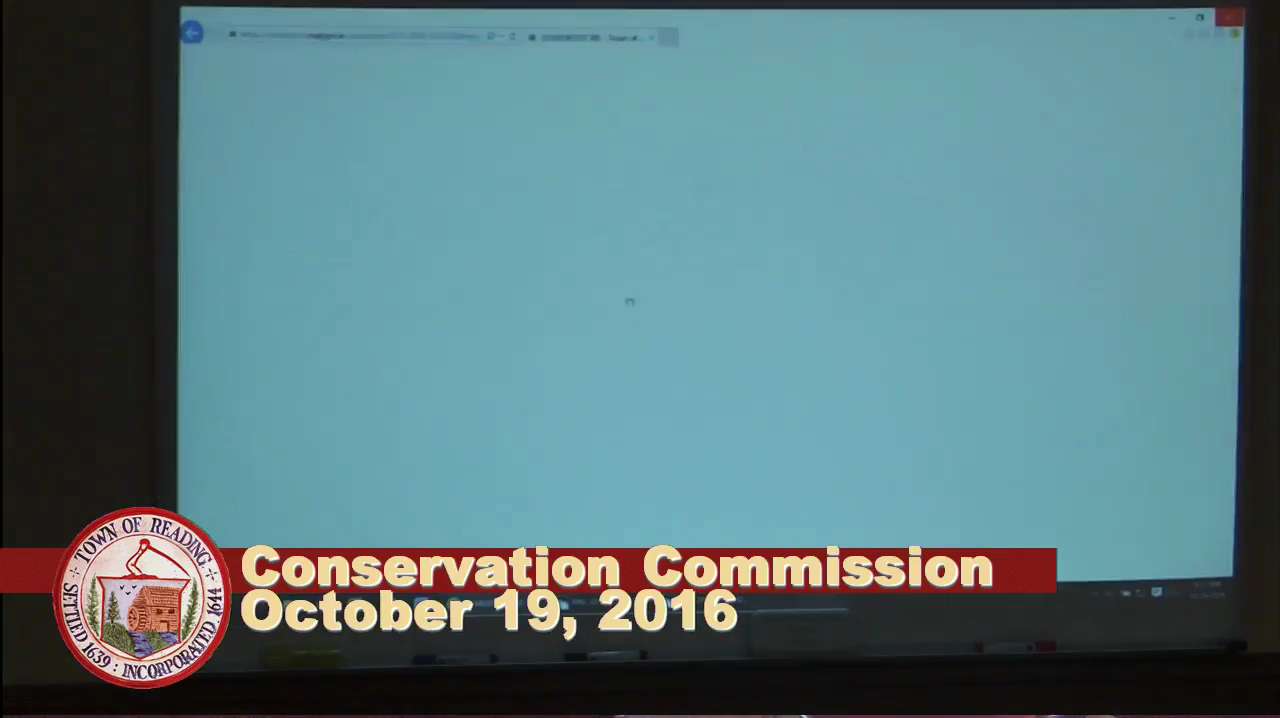 Conservation Commission
October 19, 2016
TOWN OF READING
SETTLED 1639 : INCORPORATED 1644